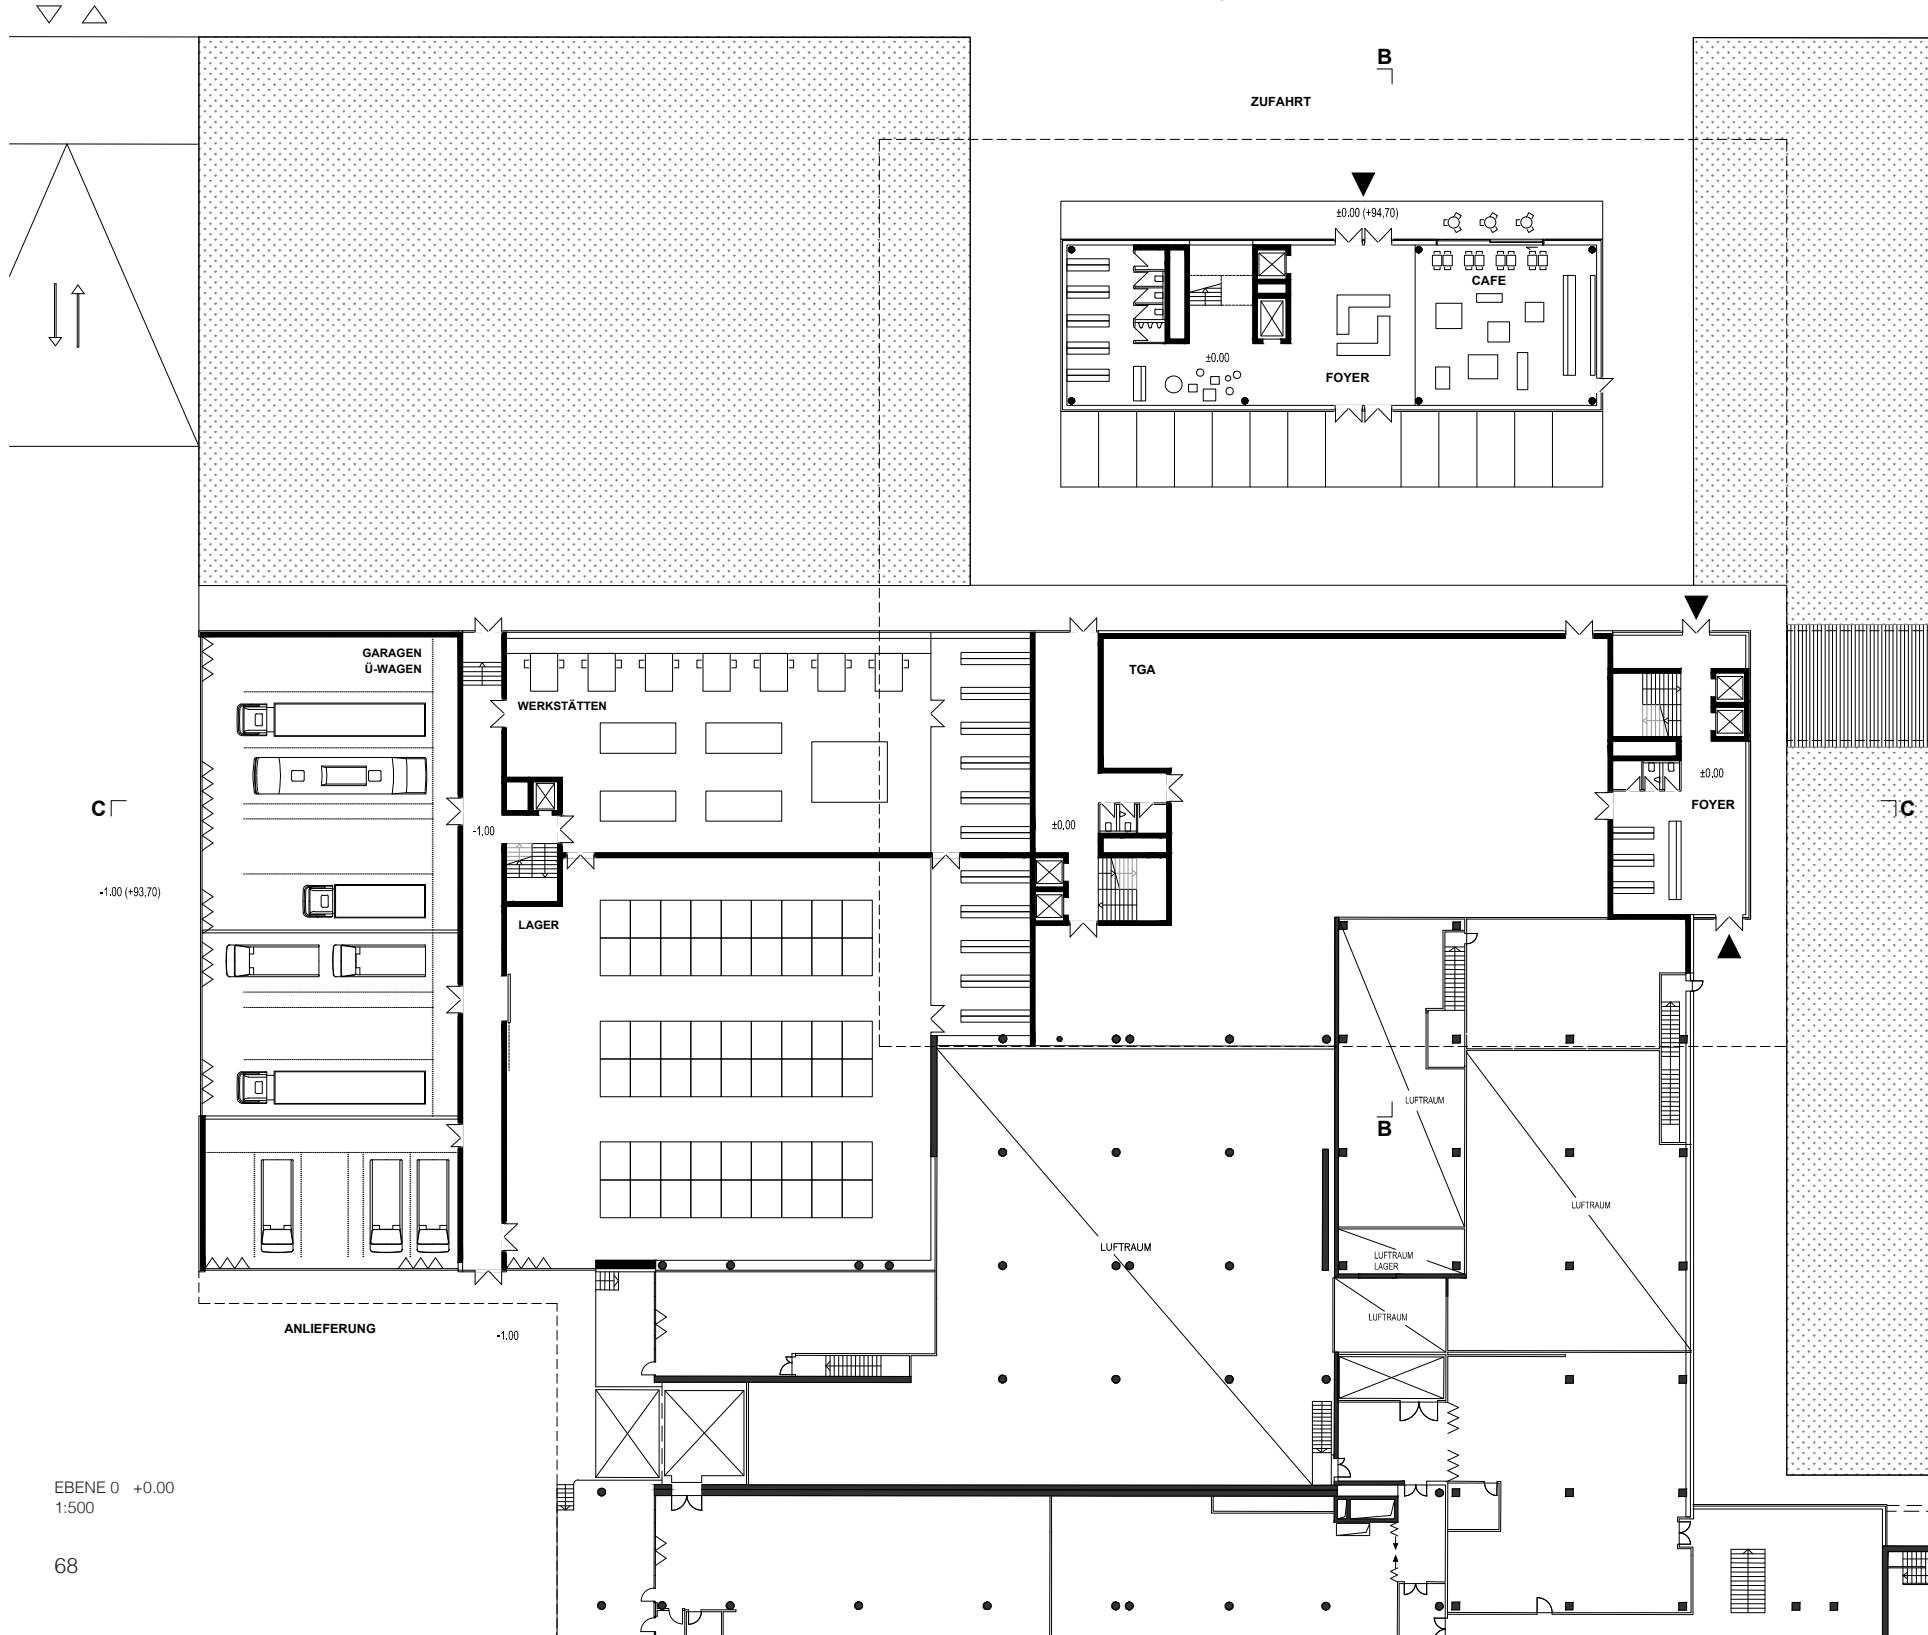 B
ZUFAHRT
±0.00 (+94,70)
CAFE
±0.00
FOYER
GARAGEN
Ü-WAGEN
WERKSTÄTTEN
TGA
±0.00
FOYER
C
C
-1.00
±0.00
-1.00 (+93,70)
LAGER
LUFTRAUM
B
LUFTRAUM
LUFTRAUM
LUFTRAUM
LAGER
LUFTRAUM
ANLIEFERUNG
-1.00
EBENE 0 +0.00
1:500
68